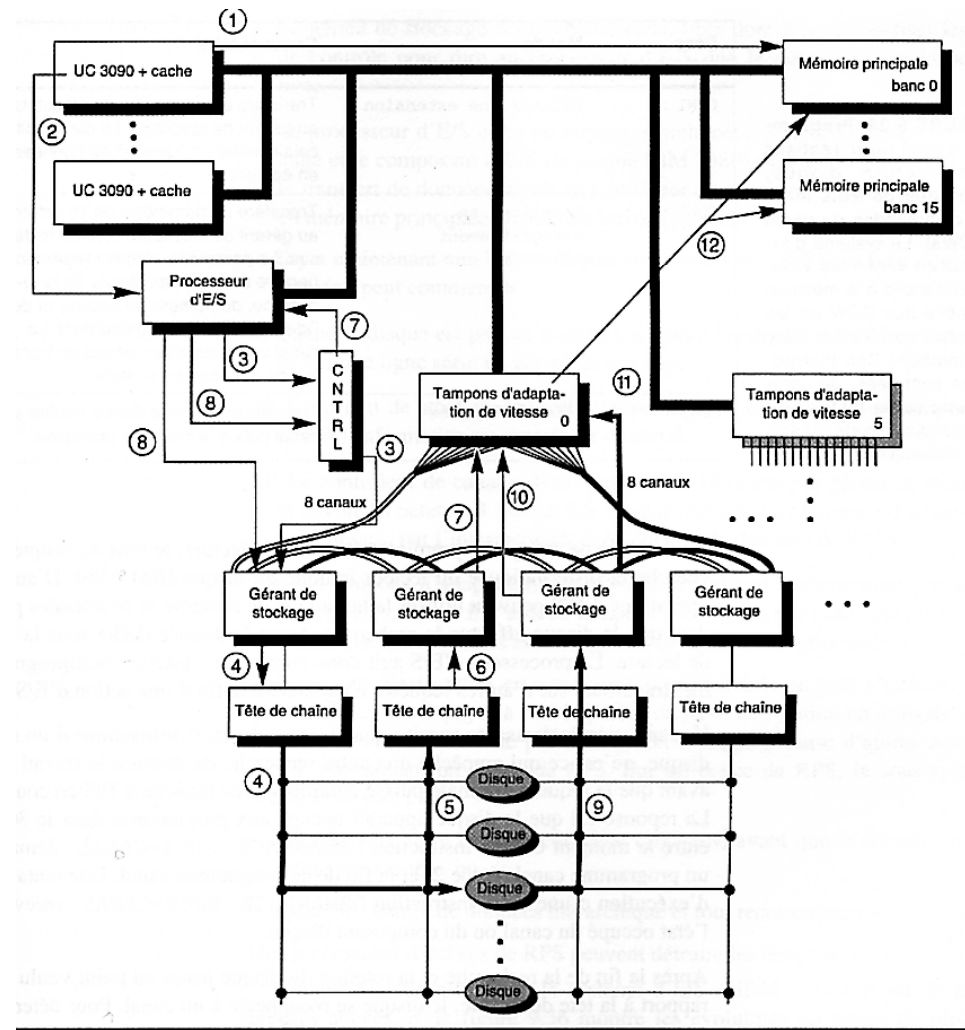 ①
UC 3090 + cache
Mémoire principale
banc 0
②
UC 3090 + cache
Mémoire principale
banc 15
⑫
Processeur
d'E/S
⑦
③
C
N
T
R
L
⑧
⑧
③
Tampons d'adapta-
tion de vitesse
0
⑪
Tampons d'adapta-
tion de vitesse
5
8 canaux
⑦
⑩
8 canaux
Gérant de
stockage
Gérant de
stockage
Gérant de
stockage
Gérant de
stockage
④
⑥
Tête de chaîne
Tête de chaîne
Tête de chaîne
Tête de chaîne
④
⑤
⑨
Disque
Disque
Disque
Disque